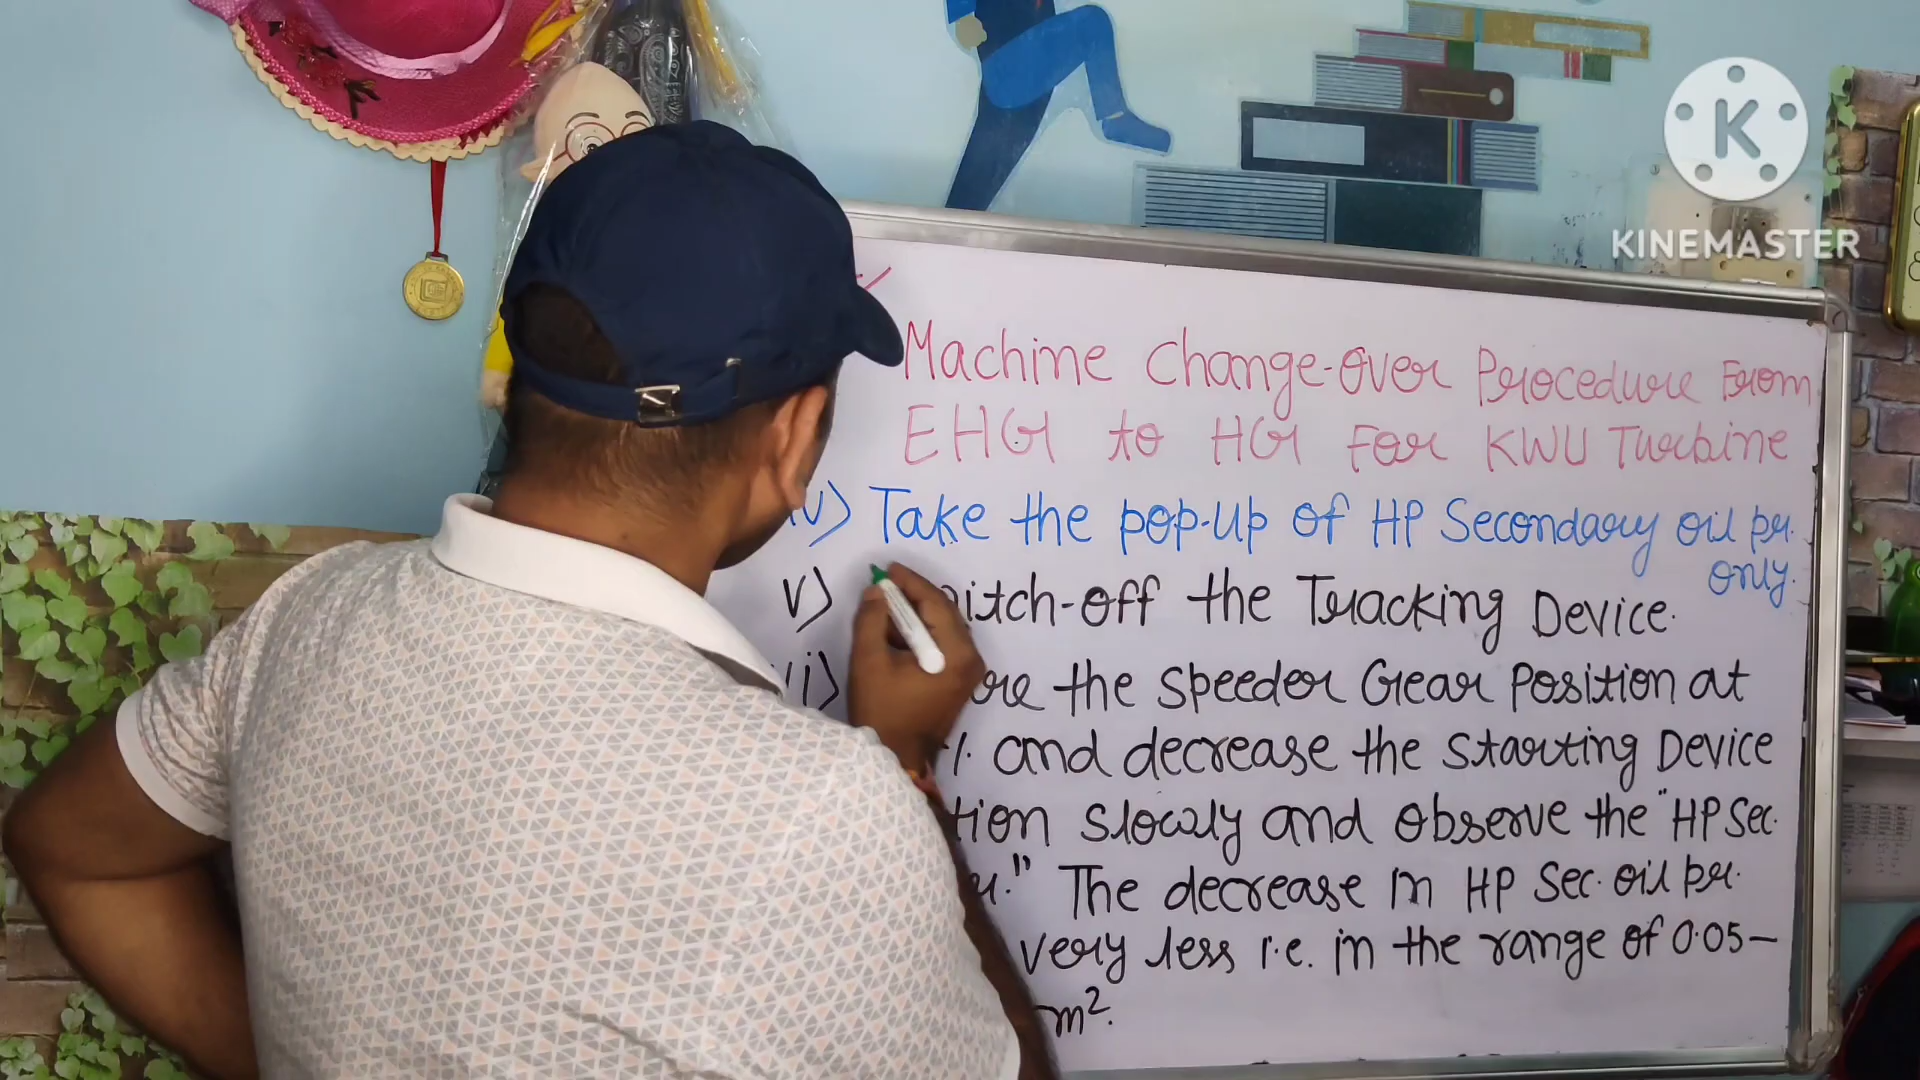 K
KINEMASTER
Machine Change-Over Procedure From
EHG to HG For KWU Turbine
iv) Take the pop-up of HP Secondary oil pr.
only.
v) itch-off the Tracking Device.
vi) the Speeder Gear Position at
%. and decrease the Starting Device
tion slowly and observe the "HP Sec.
pr." The decrease in HP Sec. oil pr.
very less i.e. in the range of 0.05-
m².